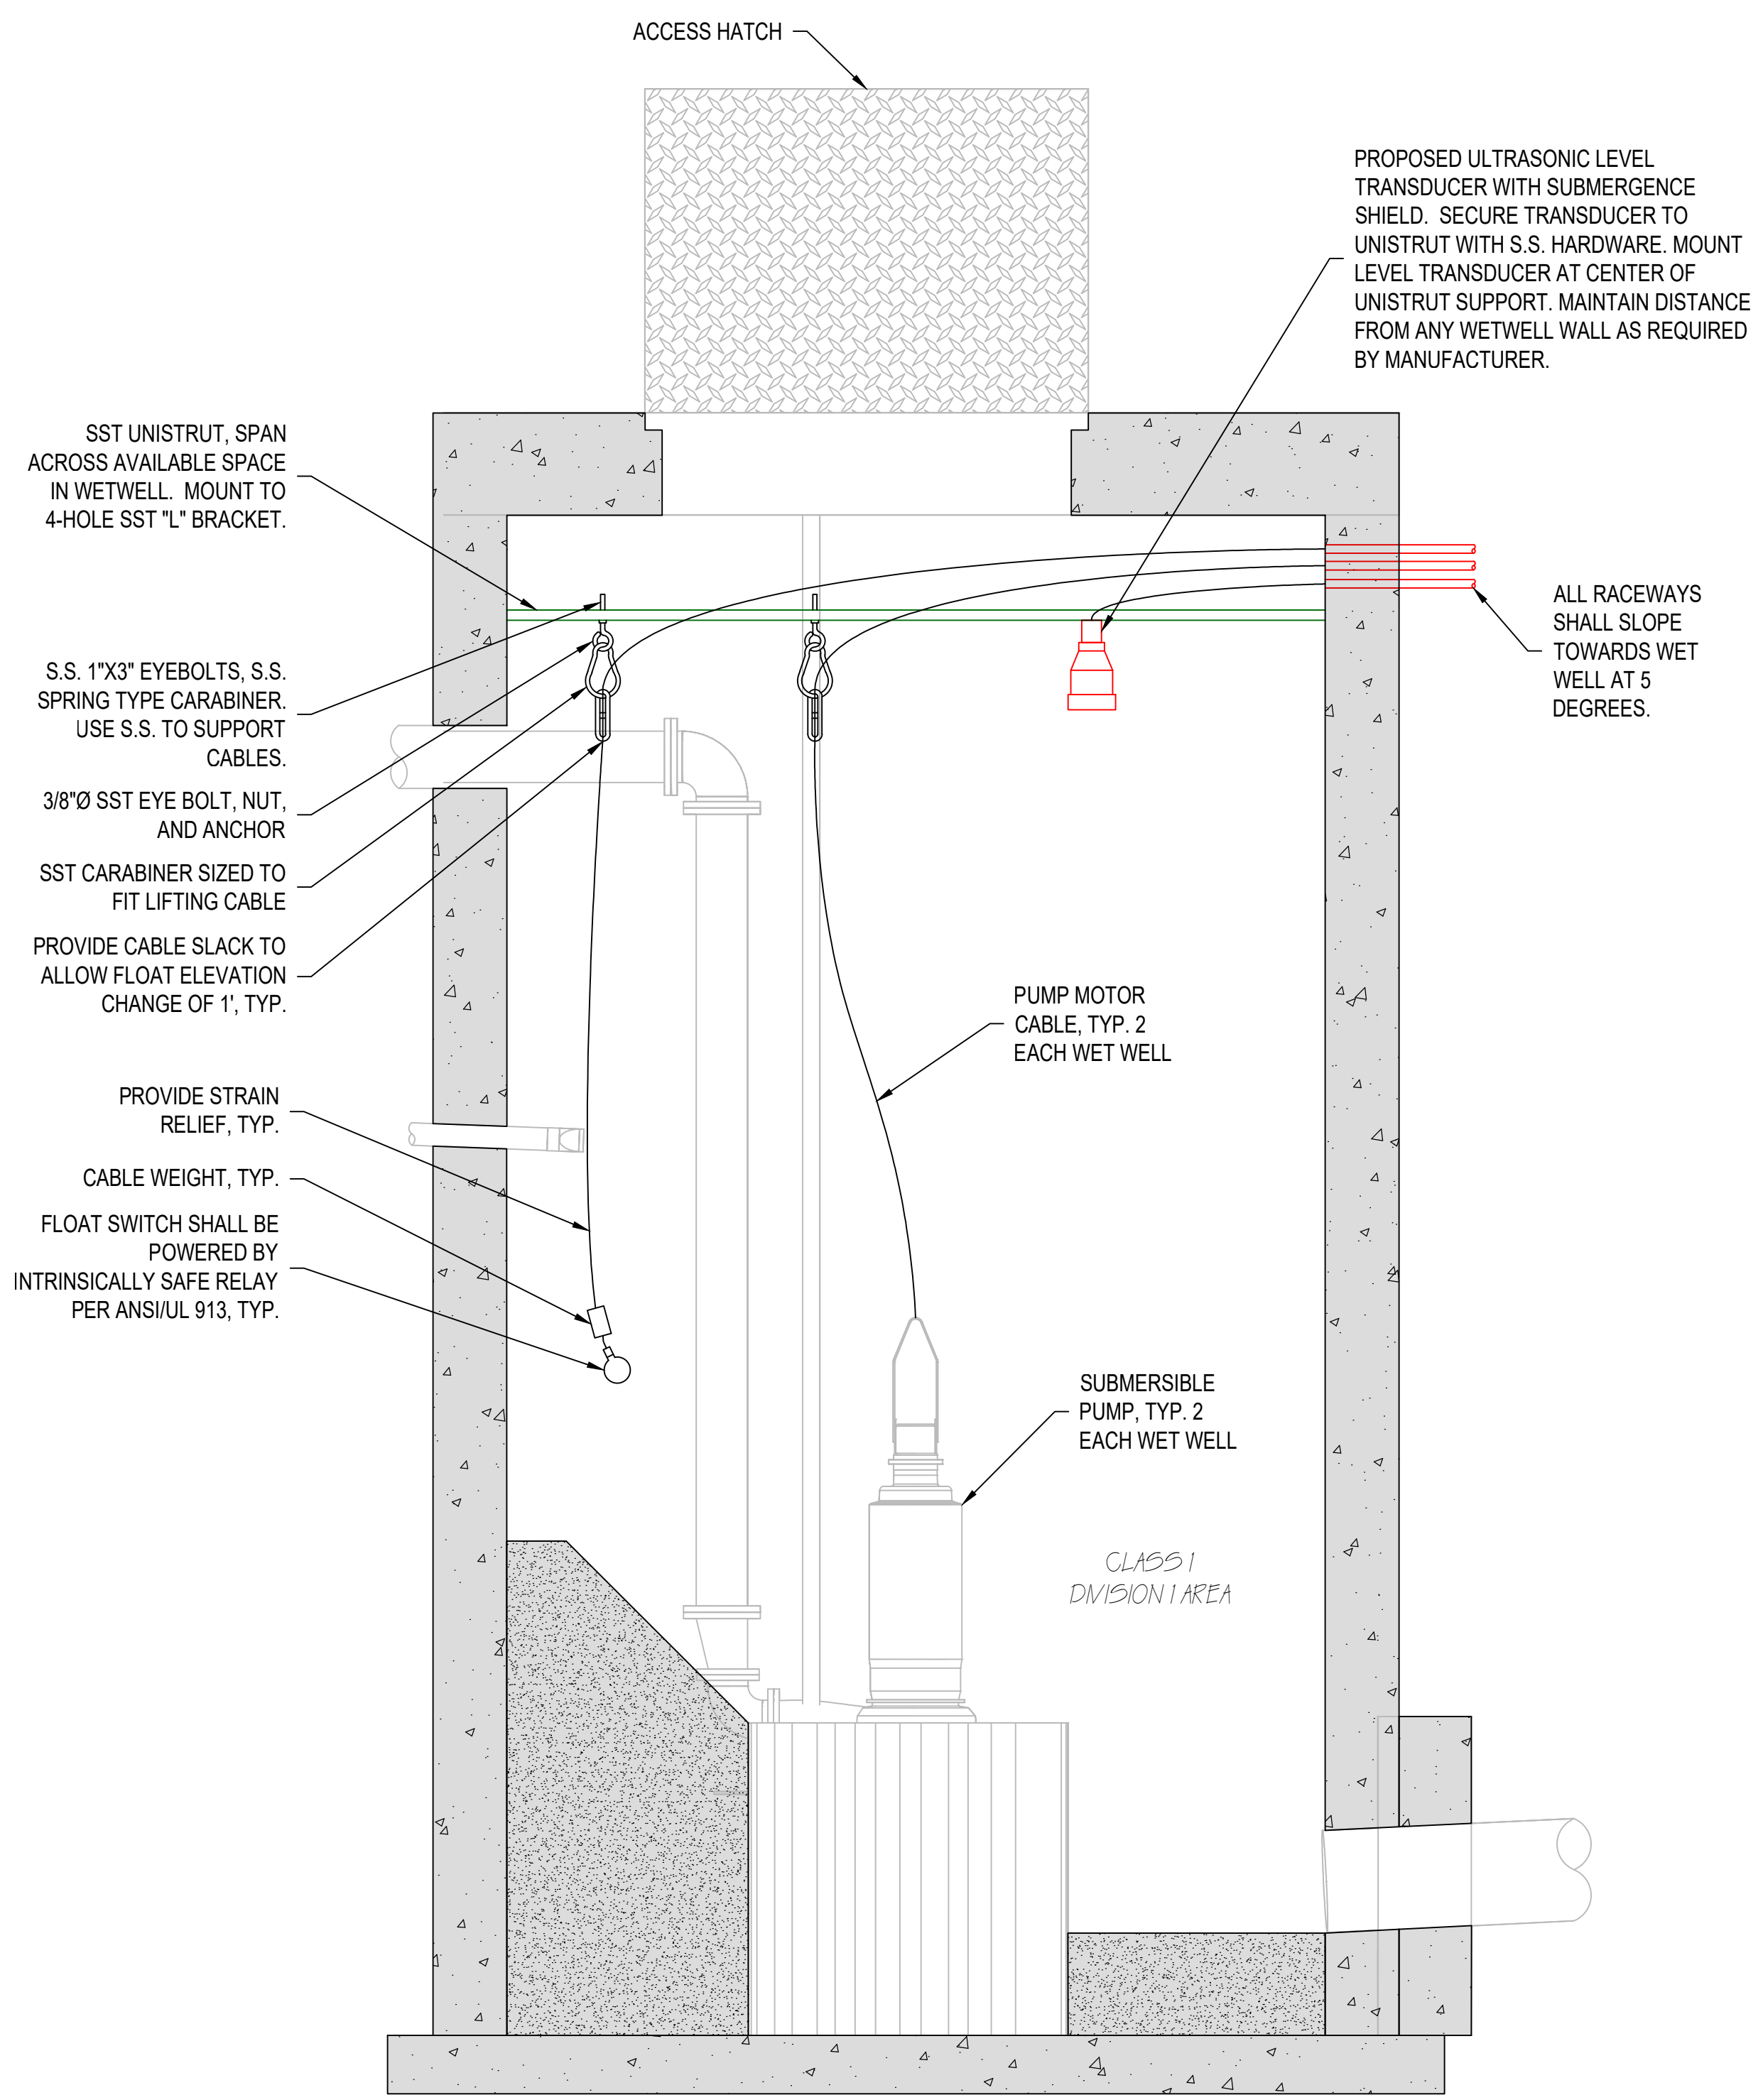 ACCESS HATCH
PROPOSED ULTRASONIC LEVEL
TRANSDUCER WITH SUBMERGENCE
SHIELD. SECURE TRANSDUCER TO
UNISTRUT WITH S.S. HARDWARE. MOUNT
LEVEL TRANSDUCER AT CENTER OF
UNISTRUT SUPPORT. MAINTAIN DISTANCE
FROM ANY WETWELL WALL AS REQUIRED
BY MANUFACTURER.
SST UNISTRUT, SPAN
ACROSS AVAILABLE SPACE
IN WETWELL. MOUNT TO
4-HOLE SST "L" BRACKET.
ALL RACEWAYS
SHALL SLOPE
TOWARDS WET
WELL AT 5
DEGREES.
S.S. 1"X3" EYEBOLTS, S.S.
SPRING TYPE CARABINER.
USE S.S. TO SUPPORT
CABLES.
3/8"Ø SST EYE BOLT, NUT,
AND ANCHOR
SST CARABINER SIZED TO
FIT LIFTING CABLE
PROVIDE CABLE SLACK TO
ALLOW FLOAT ELEVATION
CHANGE OF 1', TYP.
PUMP MOTOR
CABLE, TYP. 2
EACH WET WELL
PROVIDE STRAIN
RELIEF, TYP.
CABLE WEIGHT, TYP.
FLOAT SWITCH SHALL BE
POWERED BY
INTRINSICALLY SAFE RELAY
PER ANSI/UL 913, TYP.
SUBMERSIBLE
PUMP, TYP. 2
EACH WET WELL
CLASS 1
DIVISION 1 AREA